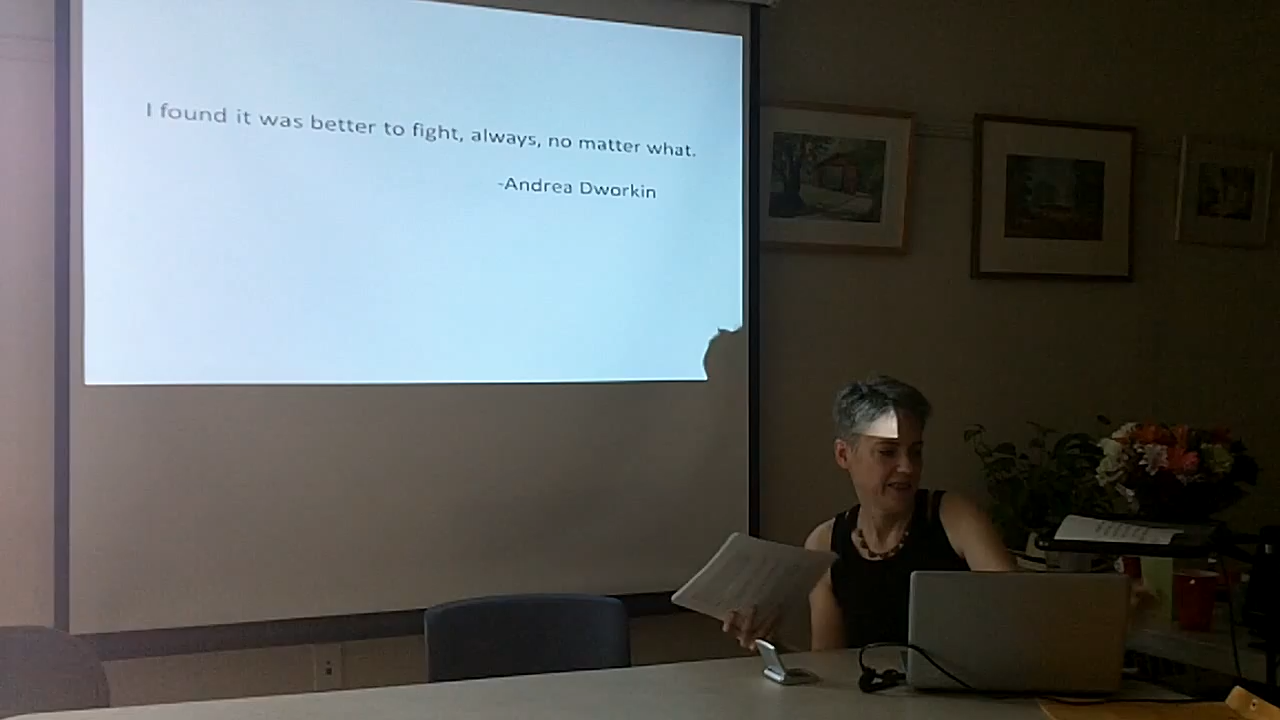 I found it was better to fight, always, no matter what.
-Andrea Dworkin